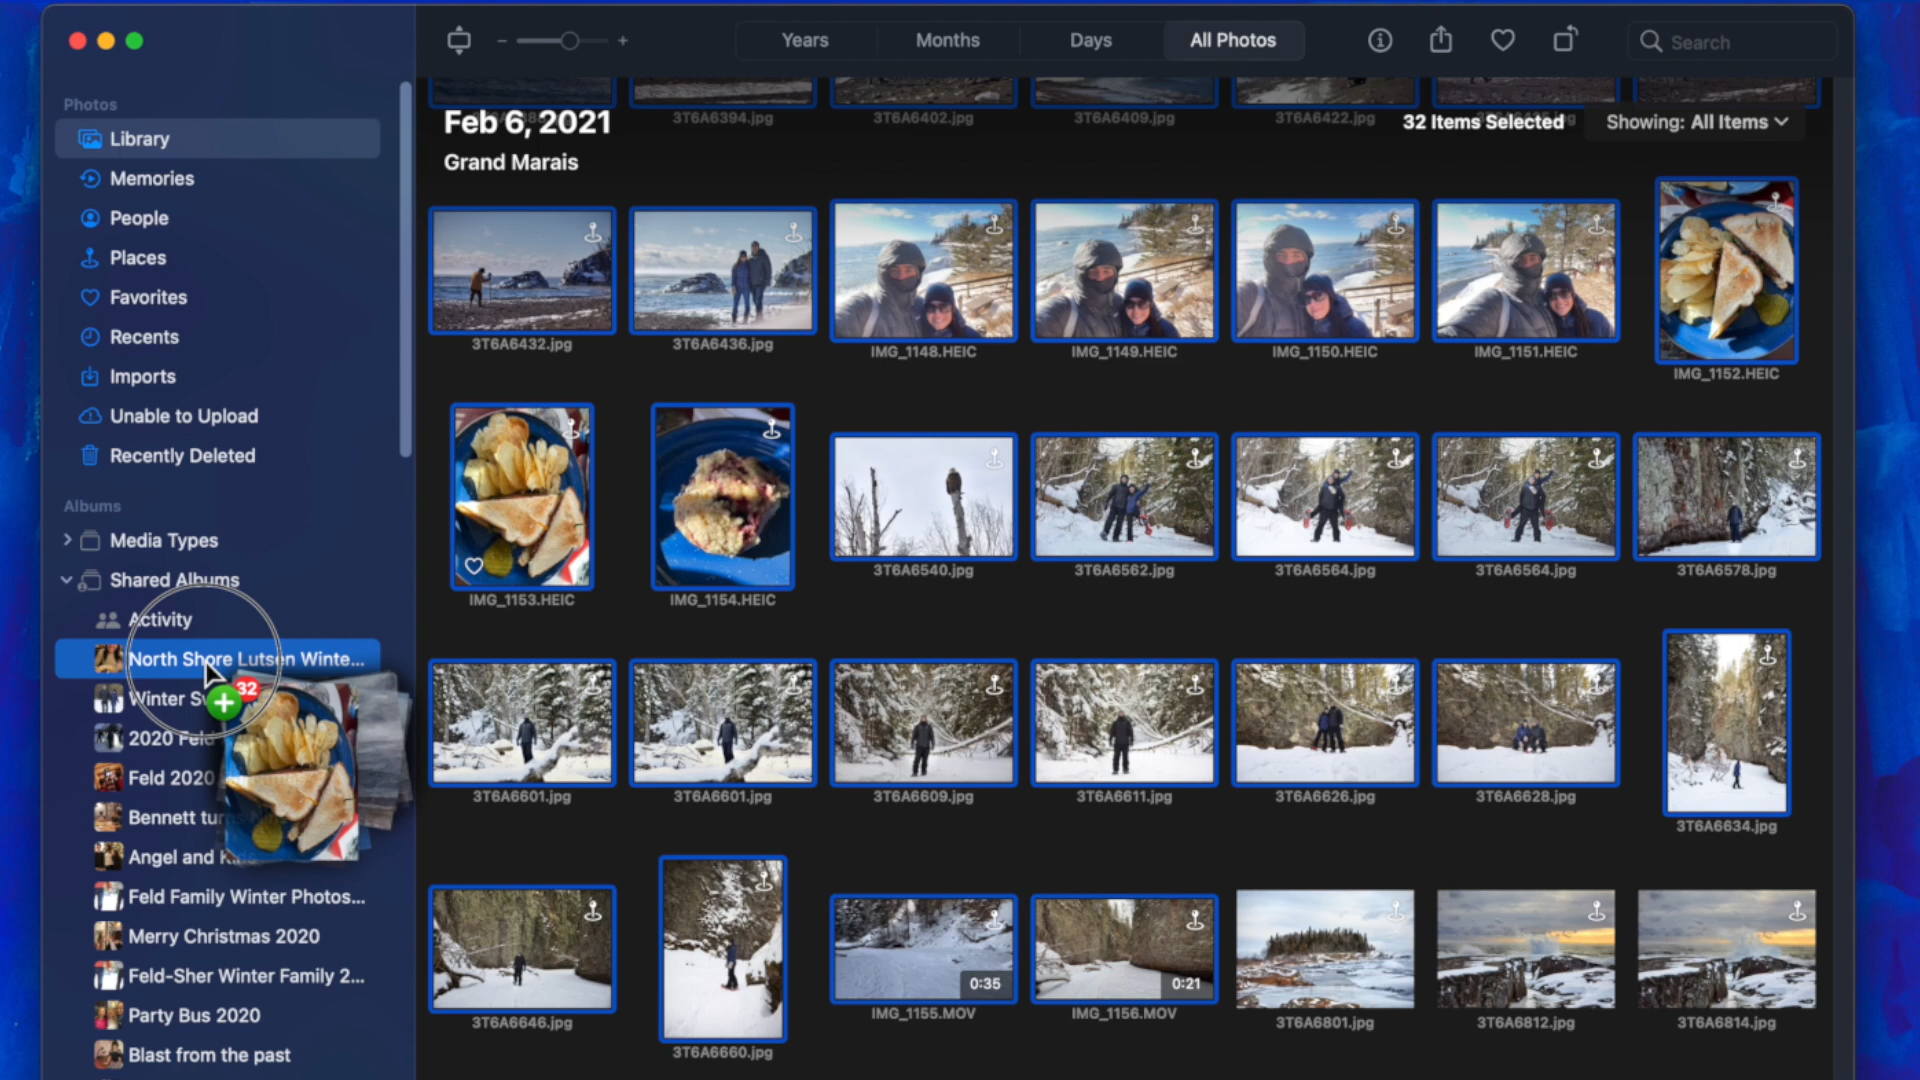 Years
Months
Days
All Photos
Search
Photos
Library
Memories
People
Places
Favorites
Recents
Imports
Unable to Upload
Recently Deleted
Albums
Media Types
Shared Albums
Activity
North Shore Lutsen Winte...
Winter
2020 Feld
Feld 2020
Bennett
Angel and
Feld Family Winter Photos...
Merry Christmas 2020
Feld-Sher Winter Family 2...
Party Bus 2020
Blast from the past
32
3T6A6394.jpg
3T6A6402.jpg
3T6A6409.jpg
3T6A6422.jpg
Feb 6, 2021
Grand Marais
32 Items Selected
Showing: All Items
3T6A6432.jpg
3T6A6436.jpg
IMG_1148.HEIC
IMG_1149.HEIC
IMG_1150.HEIC
IMG_1151.HEIC
IMG_1152.HEIC
IMG_1153.HEIC
IMG_1154.HEIC
3T6A6540.jpg
3T6A6562.jpg
3T6A6564.jpg
3T6A6564.jpg
3T6A6578.jpg
3T6A6601.jpg
3T6A6601.jpg
3T6A6609.jpg
3T6A6611.jpg
3T6A6626.jpg
3T6A6628.jpg
3T6A6634.jpg
3T6A6646.jpg
3T6A6660.jpg
0:35
IMG_1155.MOV
0:21
IMG_1156.MOV
3T6A6801.jpg
3T6A6812.jpg
3T6A6814.jpg